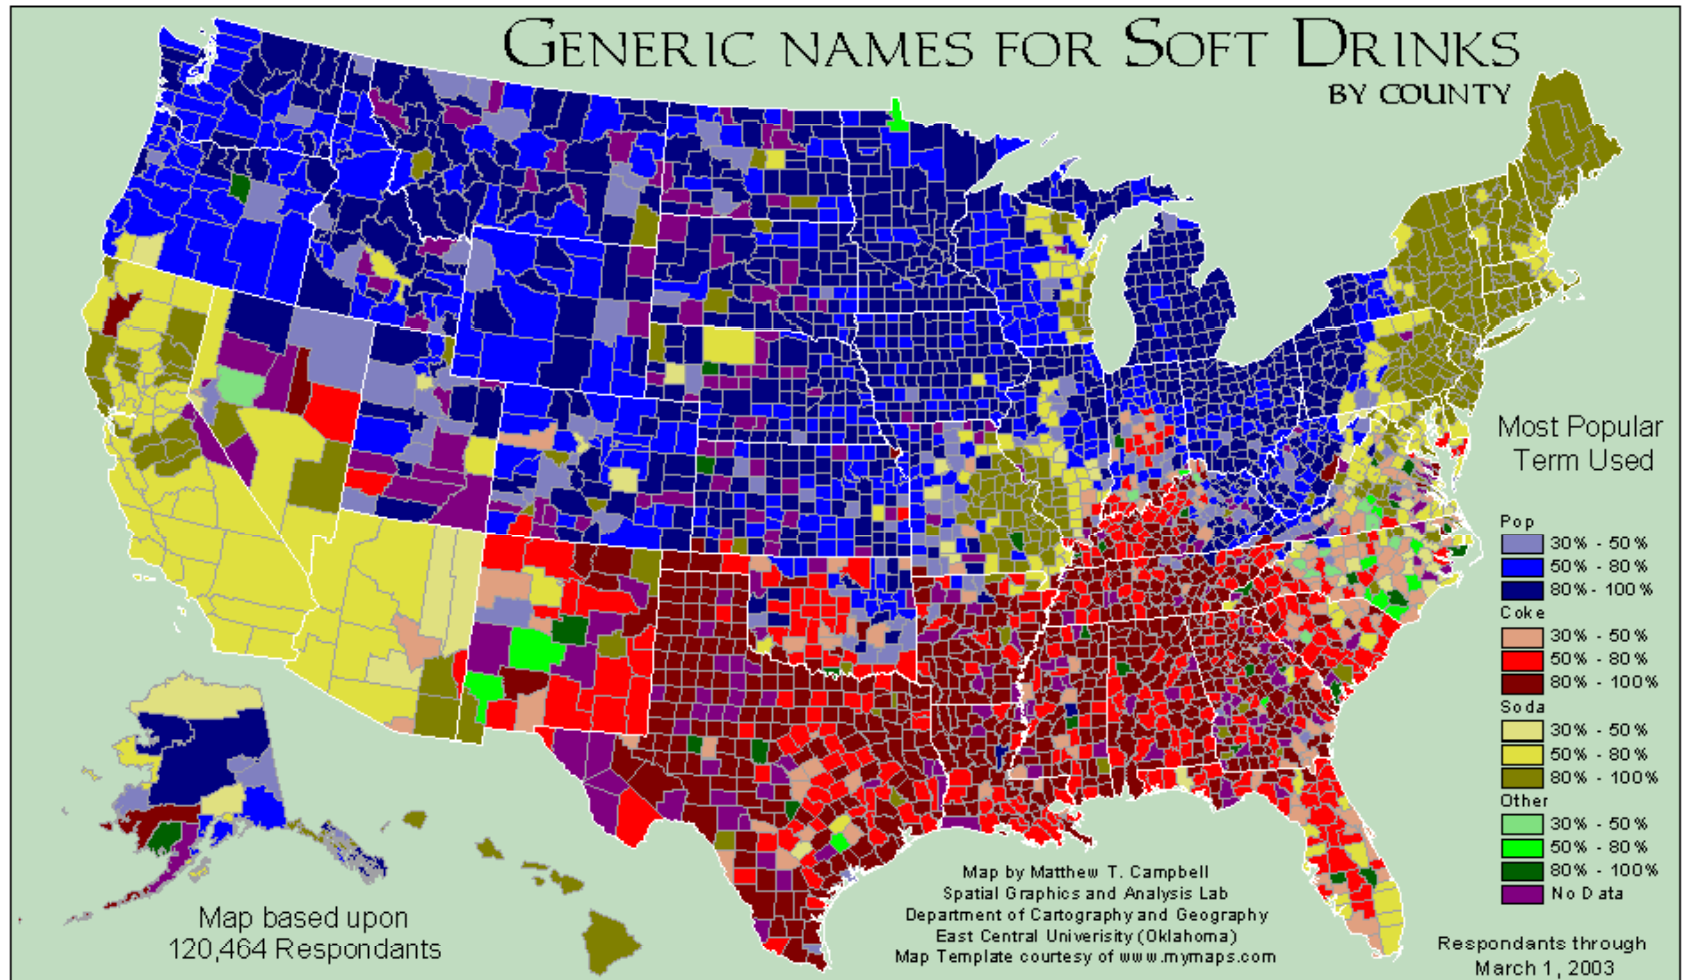 GENERIC NAMES FOR SOFT DRINKS
BY COUNTY
Most Popular
Term Used
Pop
30% - 50%
50% - 80%
80% - 100%
Coke
30% - 50%
50% - 80%
80% - 100%
Soda
30% - 50%
50% - 80%
80% - 100%
Other
30% - 50%
50% - 80%
80% - 100%
No Data
Map based upon
120,464 Respondants
Map by Matthew T. Campbell
Spatial Graphics and Analysis Lab
Department of Cartography and Geography
East Central Univerisity (Oklahoma)
Map Template courtesy of www.mymaps.com
Respondants through
March 1, 2003